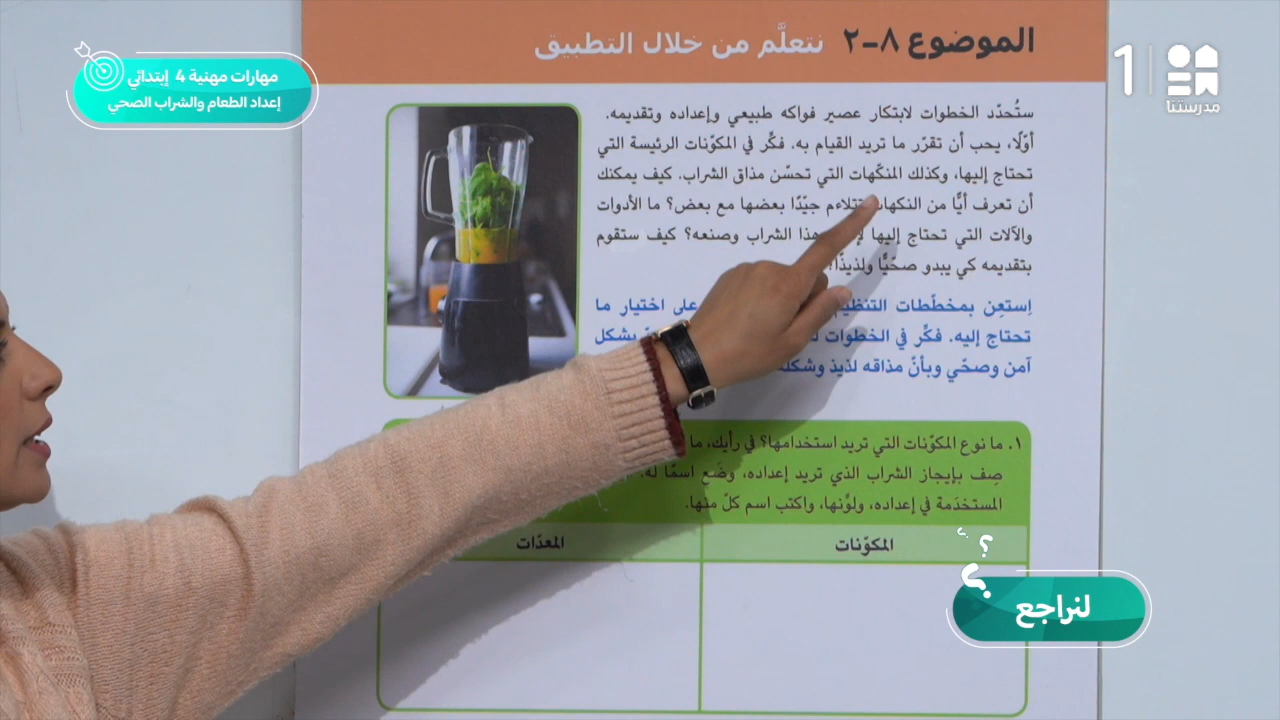 الموضوع ٨-٢ نتعلَّم من خلال التطبيق
مهارات مهنية 4 إبتدائي
إعداد الطعام والشراب الصحي
1
مدرستنا
ستُحدّد الخطوات لابتكار عصير فواكه طبيعي وإعداده وتقديمه.
أوّلًا، يجب أن تقرّر ما تريد القيام به. فكِّر في المكوّنات الرئيسة التي
تحتاج إليها، وكذلك المنكّهات التي تحسّن مذاق الشراب. كيف يمكنك
أن تعرف أيًّا من النكهات تتلاءم جيّدًا بعضها مع بعض؟ ما الأدوات
والآلات التي تحتاج إليها هذا الشراب وصنعه؟ كيف ستقوم
بتقديمه كي يبدو صحّيًّا ولذيذًا؟
إستعِن بمخطّطات على اختيار ما
تحتاج إليه. فكِّر في الخطوات بشكل
آمن وصحّي وبأنّ مذاقه لذيذ
١. ما نوع المكوّنات التي تريد استخدامها؟ في رأيك، ما
صِف بإيجاز الشراب الذي تريد إعداده، وضَع اسمًا له.
المستخدَمة في إعداده، ولوِّنها، واكتب اسم كلّ منها.
المكوّنات المعدّات
لنراجع